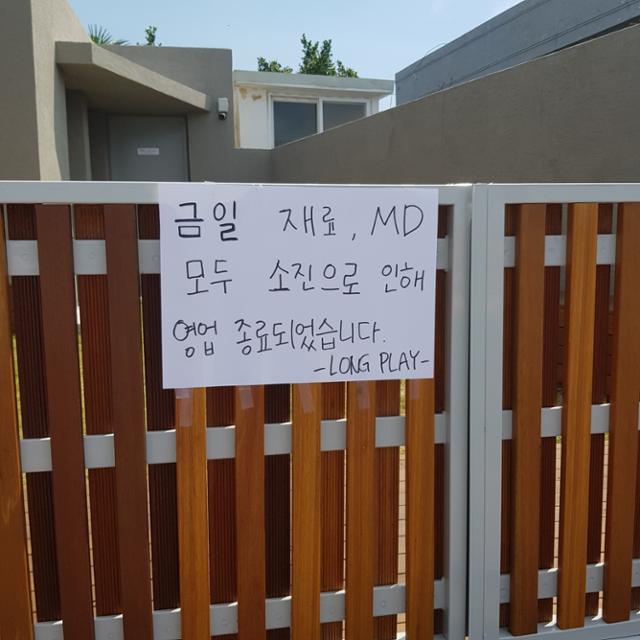 금일 재료, MD
모두 소진으로 인해
영업 종료되었습니다.
-LONG PLAY-